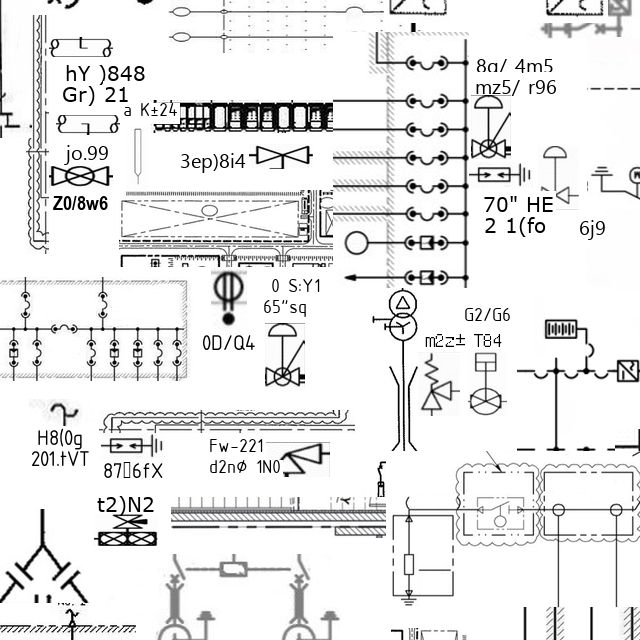 hY )848
Gr) 21
a K±24
jo.99
3ep)8i4
Z0/8w6
8g/ 4m5
mz5/ r96
70" HE
2 1(fo
6j9
0 S:Y1
65"sq
0D/Q4
G2/G6
m2z± T84
H8(0g
201.tVT
87▯6fX
Fw-221
d2nø 1N0
t2)N2